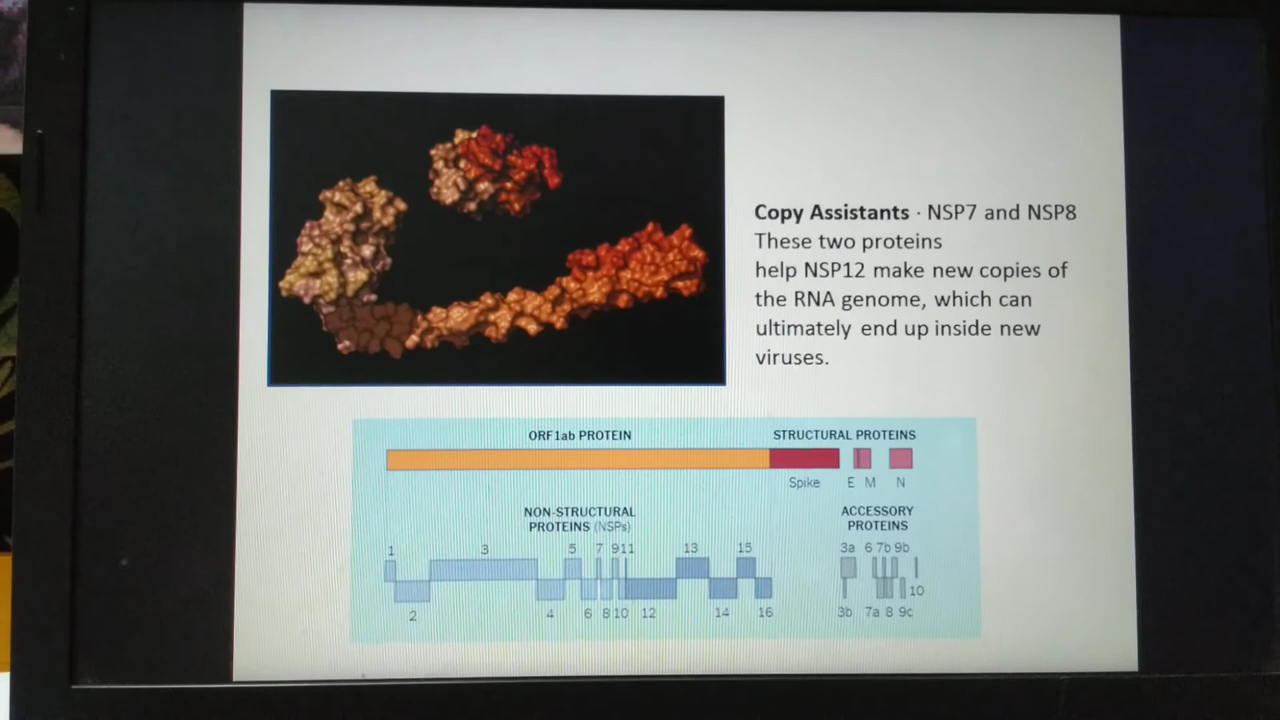 Copy Assistants · NSP7 and NSP8
These two proteins
help NSP12 make new copies of
the RNA genome, which can
ultimately end up inside new
viruses.
ORF1ab PROTEIN
STRUCTURAL PROTEINS
Spike E M N
NON-STRUCTURAL
PROTEINS (NSPs)
ACCESSORY
PROTEINS
1 3 5 7 9 11 13 15
2 4 6 8 10 12 14 16
3a 6 7b 9b
10
3b 7a 8 9c